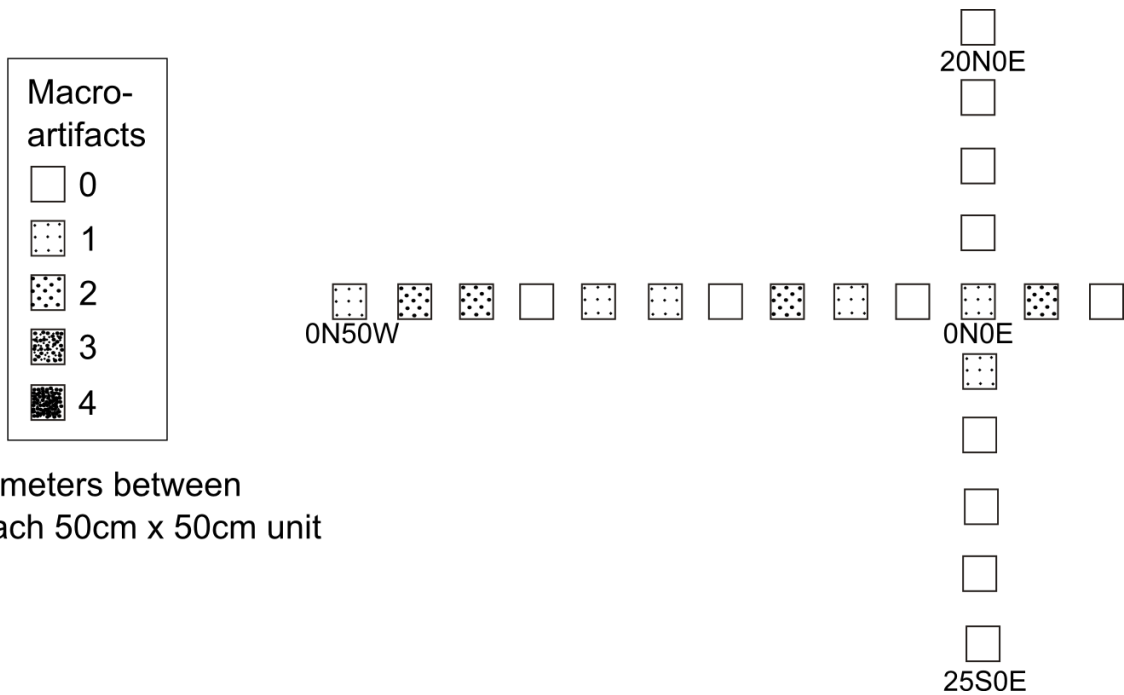 Macro-
artifacts
0
1
2
3
4
meters between
ach 50cm x 50cm unit
20N0E
0N50W
0N0E
25S0E